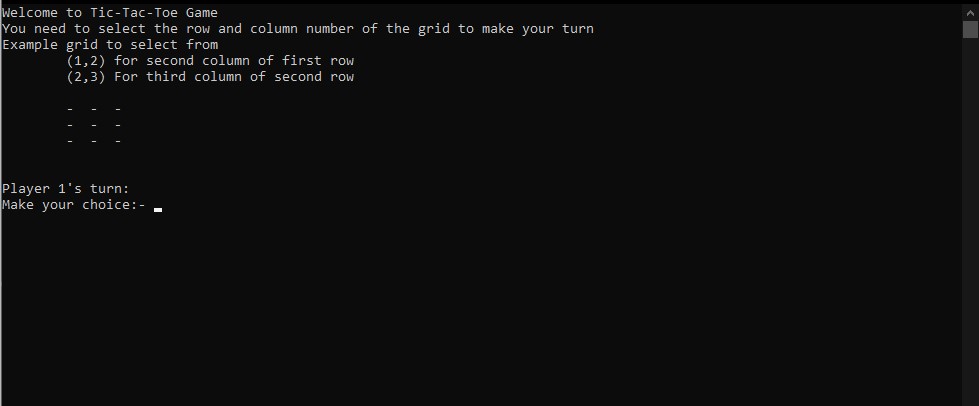 Welcome to Tic-Tac-Toe Game
You need to select the row and column number of the grid to make your turn
Example grid to select from
(1,2) for second column of first row
(2,3) For third column of second row
- - -
- - -
- - -
Player 1's turn:
Make your choice:-